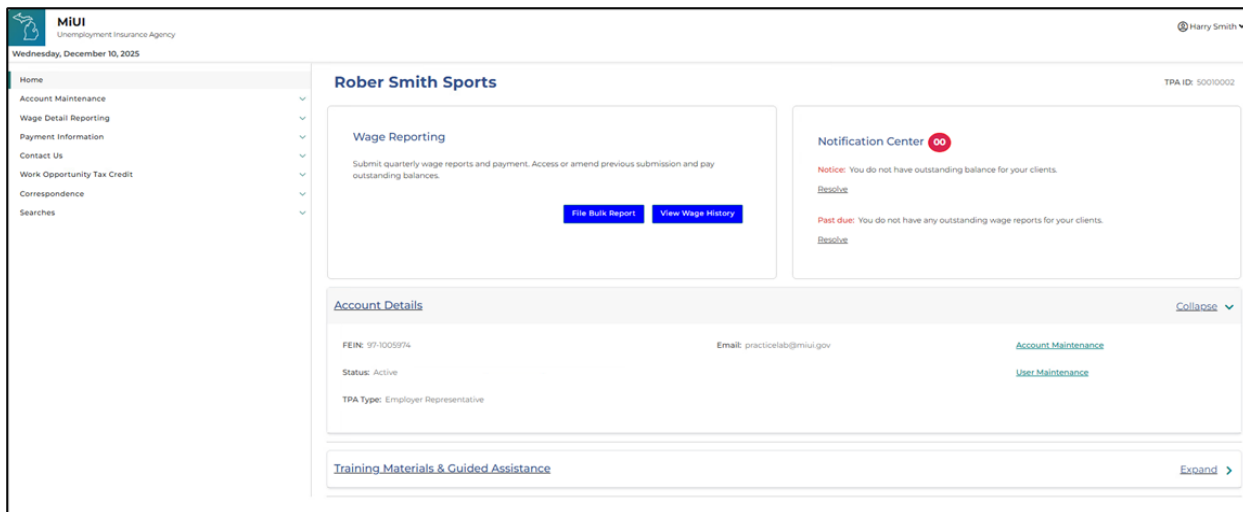 MiUI
Unemployment Insurance Agency
Harry Smith
Wednesday, December 10, 2025
Home
Account Maintenance
Wage Detail Reporting
Payment Information
Contact Us
Work Opportunity Tax Credit
Correspondence
Searches
Rober Smith Sports
TPA ID: 50010002
Wage Reporting
Submit quarterly wage reports and payment. Access or amend previous submission and pay
outstanding balances.
File Bulk Report View Wage History
Notification Center 00
Notice: You do not have outstanding balance for your clients.
Resolve
Past due: You do not have any outstanding wage reports for your clients.
Resolve
Account Details Collapse
FEIN: 97-1005974 Email: practicelab@miui.gov Account Maintenance
Status: Active User Maintenance
TPA Type: Employer Representative
Training Materials & Guided Assistance Expand